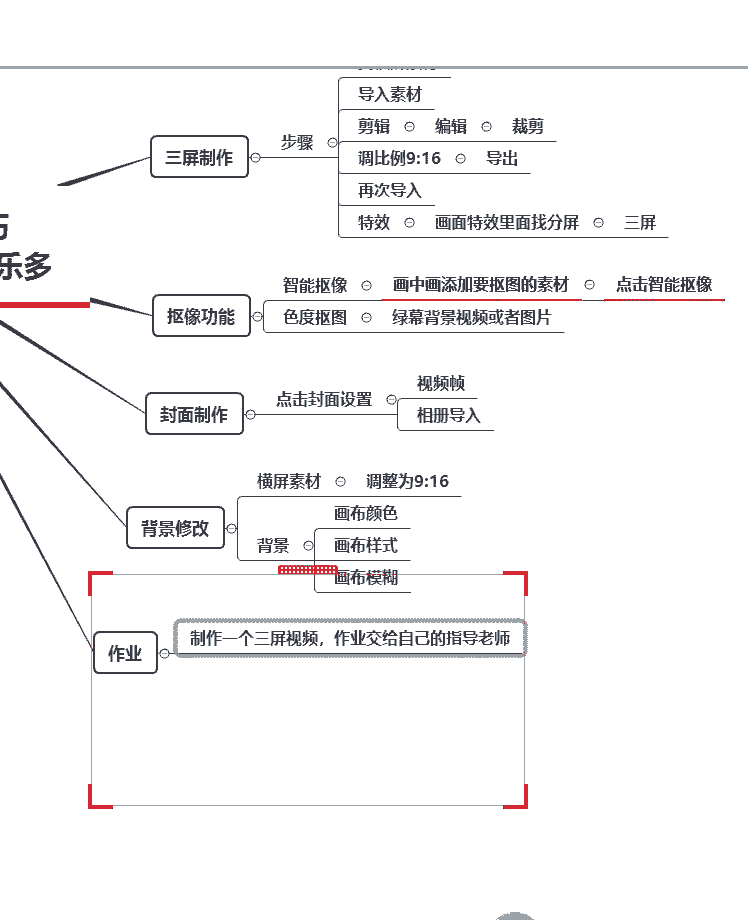 导入素材
剪辑 编辑 裁剪
三屏制作 步骤
调比例9:16 导出
再次导入
特效 画面特效里面找分屏 三屏
乐多
智能抠像 画中画添加要抠图的素材 点击智能抠像
抠像功能
色度抠图 绿幕背景视频或者图片
封面制作 点击封面设置
视频帧
相册导入
横屏素材 调整为9:16
背景修改
画布颜色
背景 画布样式
画布模糊
作业 制作一个三屏视频，作业交给自己的指导老师